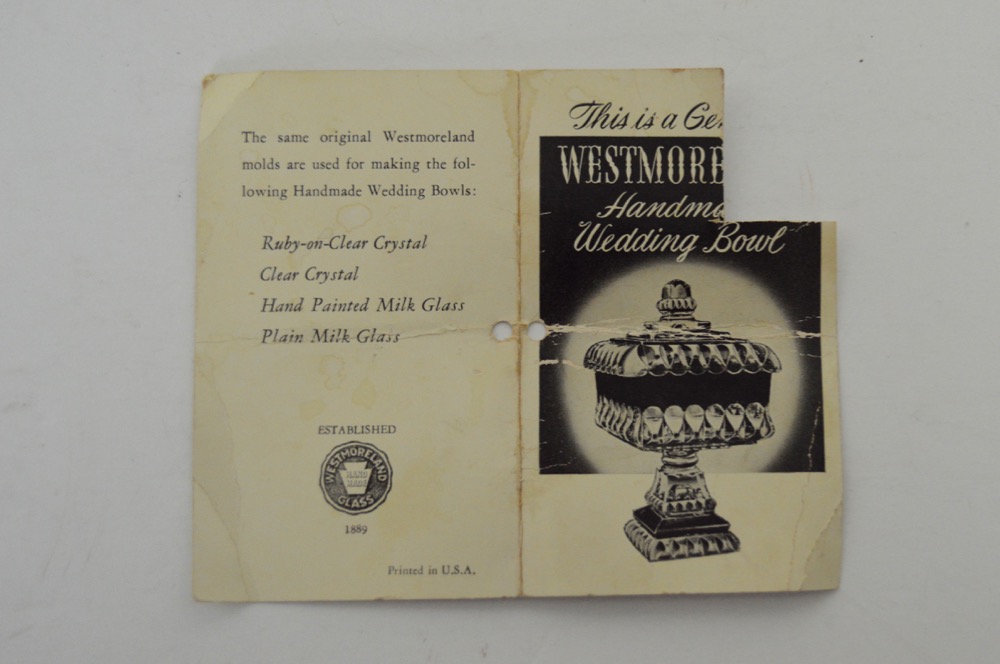 The same original Westmoreland
molds are used for making the fol-
lowing Handmade Wedding Bowls:
Ruby-on-Clear Crystal
Clear Crystal
Hand Painted Milk Glass
Plain Milk Glass
ESTABLISHED
WESTMORELAND
HAND
MADE
GLASS
1889
Printed in U.S.A.
This is a Ge
WESTMORE
Handma
Wedding Bowl